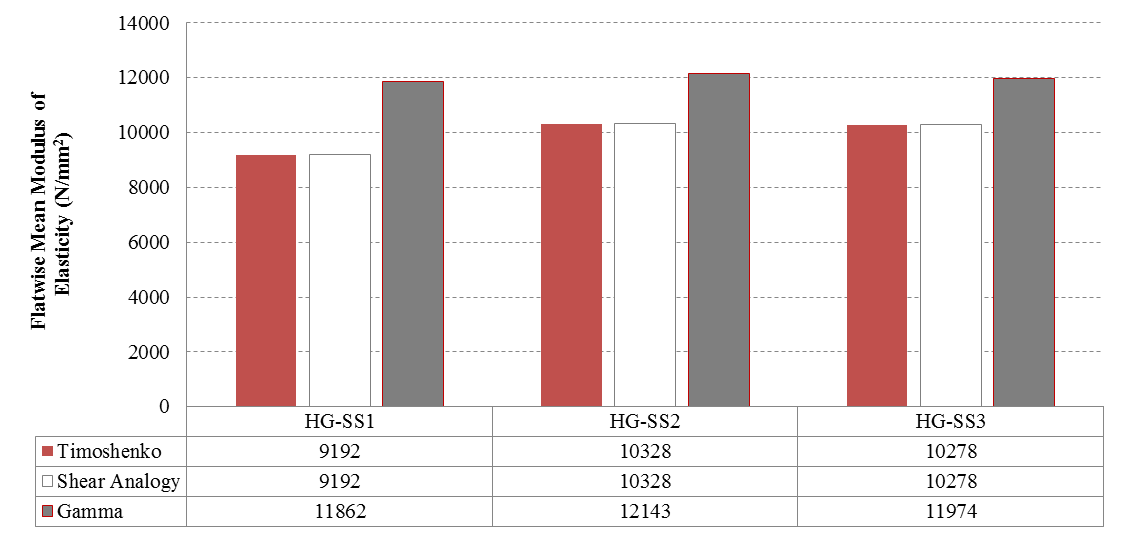 14000
12000
10000
8000
6000
4000
2000
0
Flatwise Mean Modulus of
Elasticity (N/mm²)
HG-SS1 HG-SS2 HG-SS3
Timoshenko 9192 10328 10278
Shear Analogy 9192 10328 10278
Gamma 11862 12143 11974